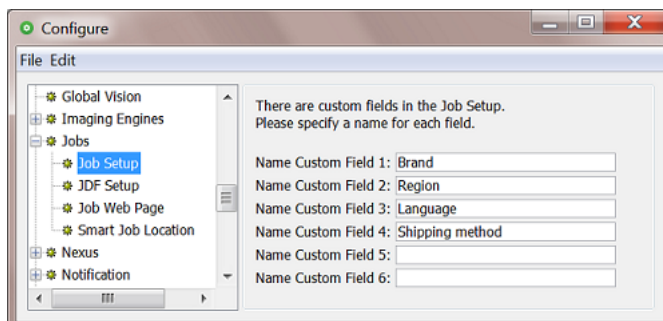 Configure
File Edit
Global Vision
Imaging Engines
Jobs
Job Setup
JDF Setup
Job Web Page
Smart Job Location
Nexus
Notification
There are custom fields in the Job Setup.
Please specify a name for each field.
Name Custom Field 1: Brand
Name Custom Field 2: Region
Name Custom Field 3: Language
Name Custom Field 4: Shipping method
Name Custom Field 5:
Name Custom Field 6: